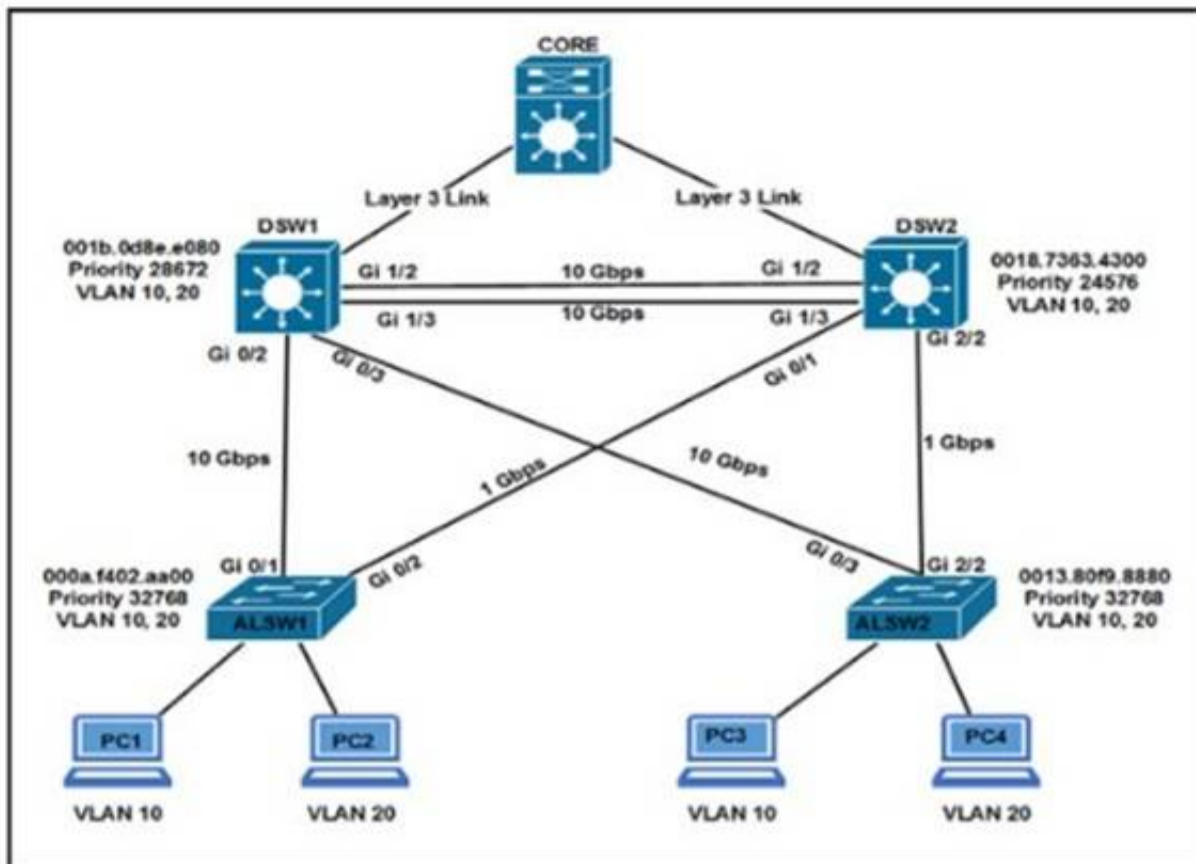 CORE
Layer 3 Link
Layer 3 Link
DSW1
DSW2
001b.0d8e.e080
Priority 28672
VLAN 10, 20
0018.7363.4300
Priority 24576
VLAN 10, 20
Gi 1/2
10 Gbps
Gi 1/2
Gi 1/3
10 Gbps
Gi 1/3
Gi 0/2
Gi 0/3
Gi 0/1
Gi 2/2
10 Gbps
1 Gbps
10 Gbps
1 Gbps
Gi 0/1
Gi 0/2
Gi 0/3
Gi 2/2
000a.f402.aa00
Priority 32768
VLAN 10, 20
0013.80f9.8880
Priority 32768
VLAN 10, 20
ALSW1
ALSW2
PC1
PC2
PC3
PC4
VLAN 10
VLAN 20
VLAN 10
VLAN 20